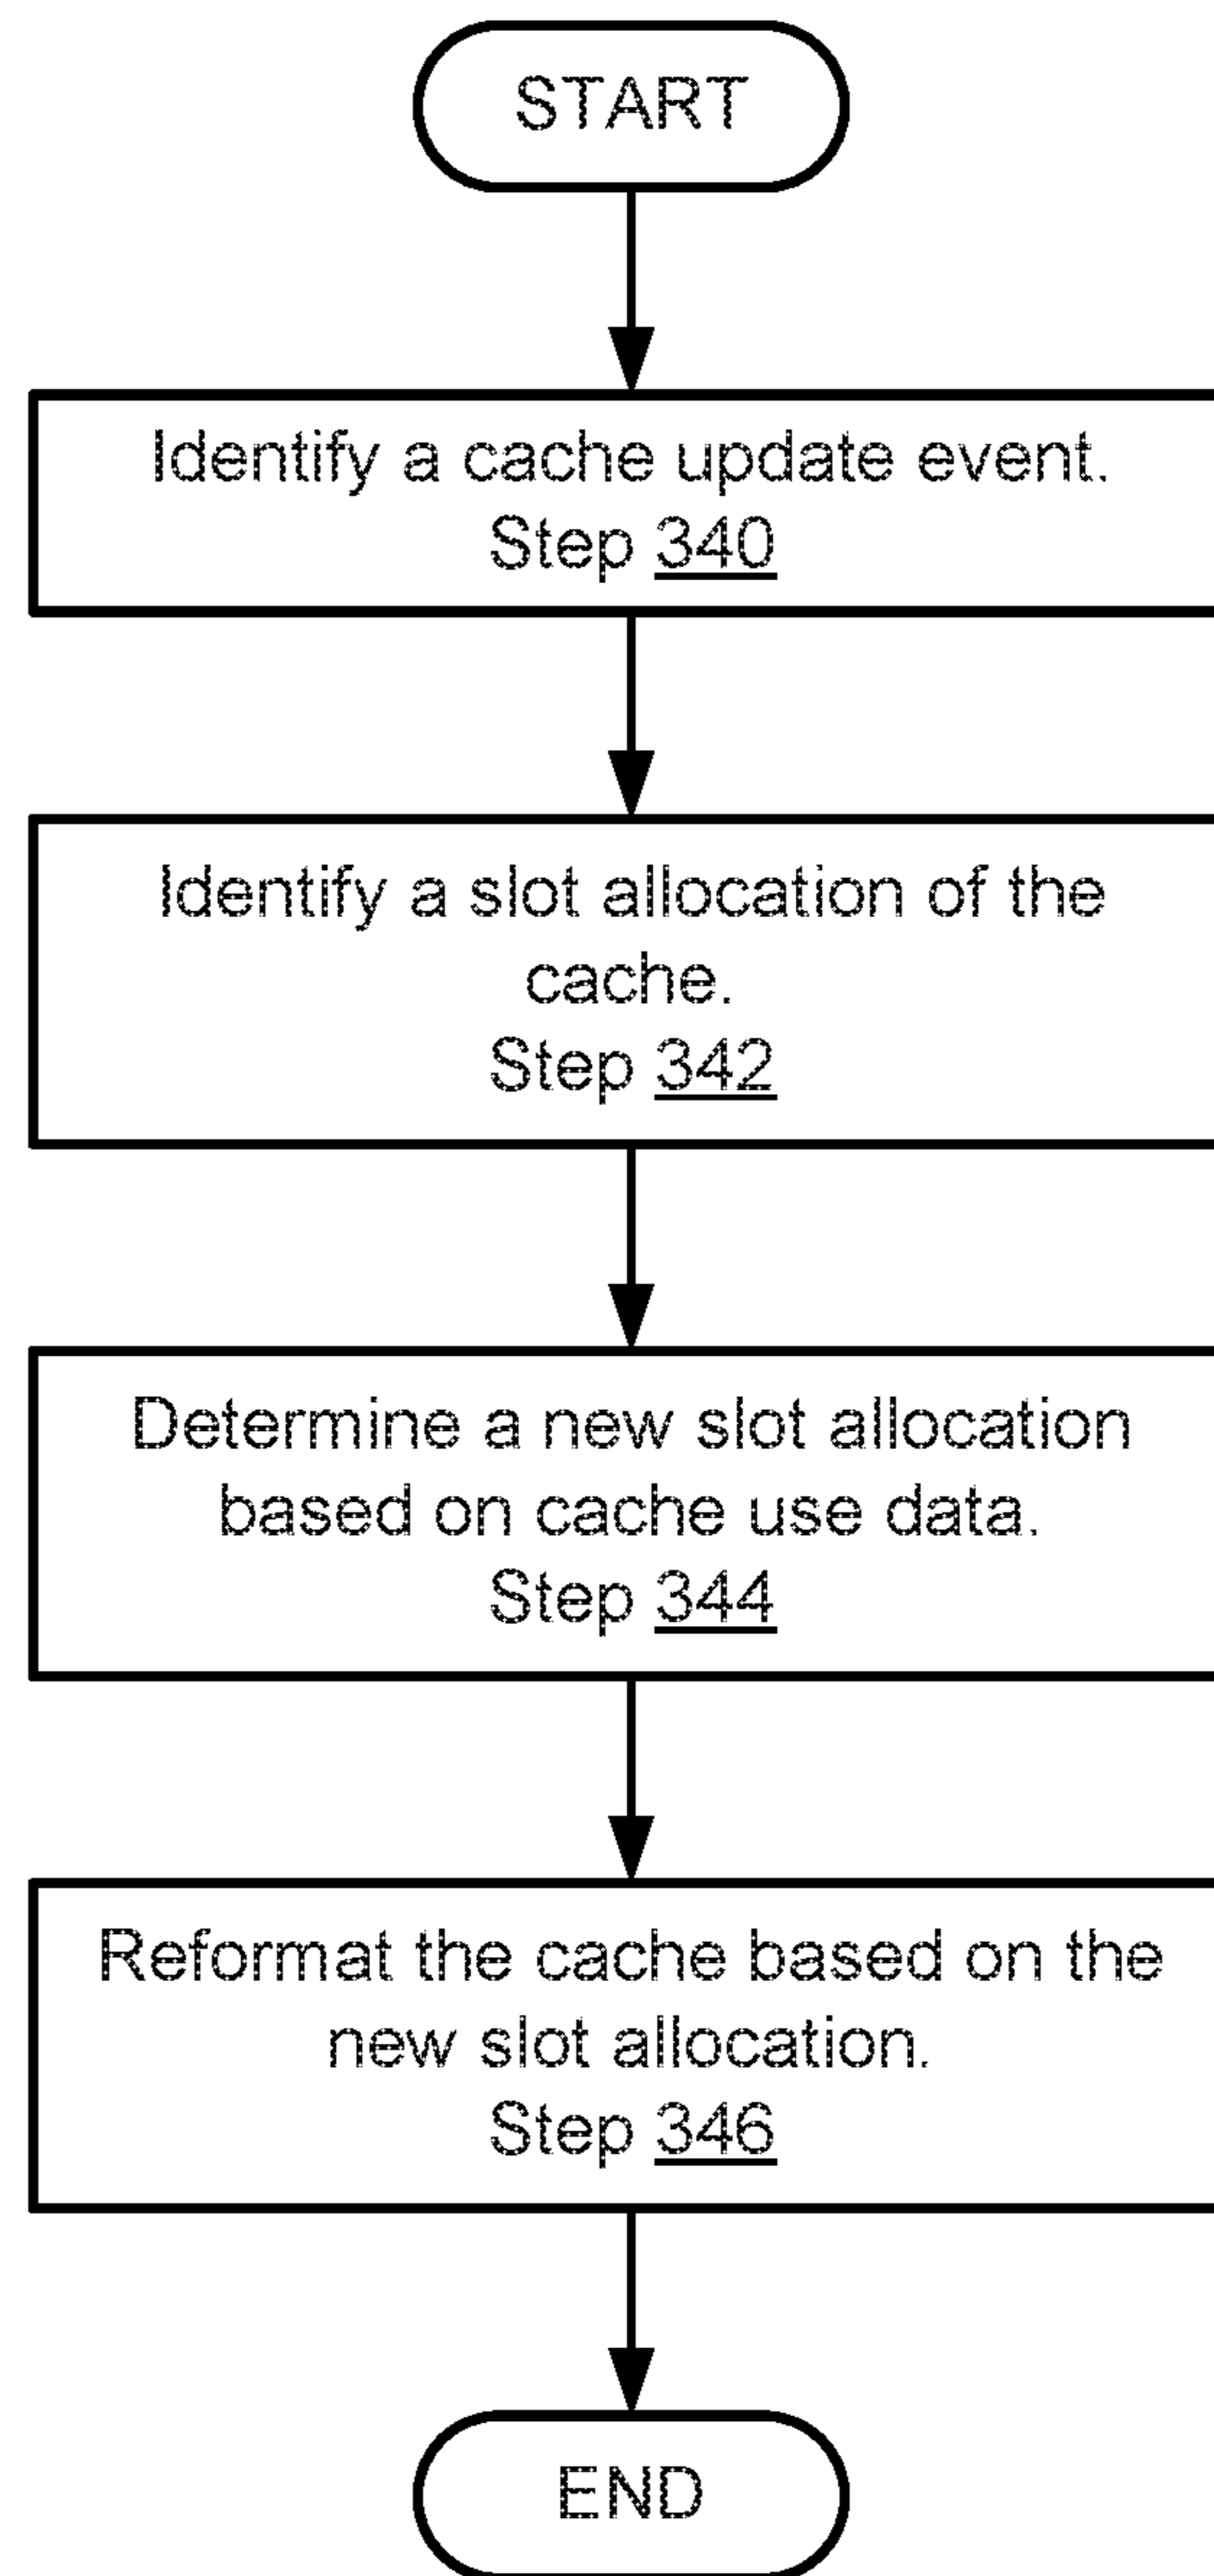 START
Identify a cache update event.
Step 340
Identify a slot allocation of the
cache.
Step 342
Determine a new slot allocation
based on cache use data.
Step 344
Reformat the cache based on the
new slot allocation.
Step 346
END